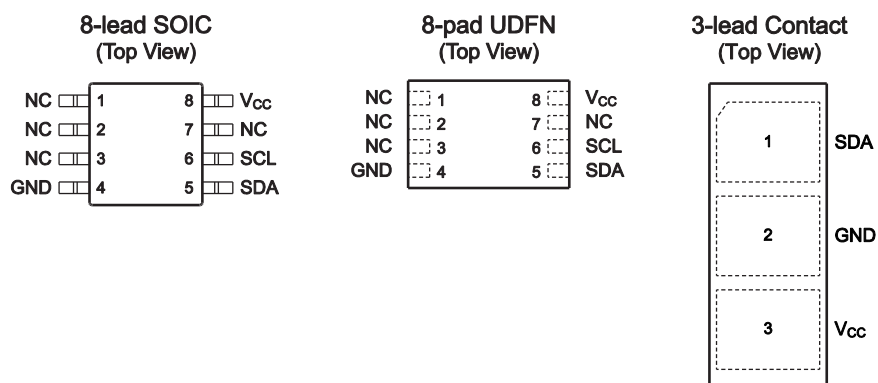 8-lead SOIC
(Top View)
NC 1 8 VCC
NC 2 7 NC
NC 3 6 SCL
GND 4 5 SDA
8-pad UDFN
(Top View)
NC 1 8 VCC
NC 2 7 NC
NC 3 6 SCL
GND 4 5 SDA
3-lead Contact
(Top View)
1 SDA
2 GND
3 VCC